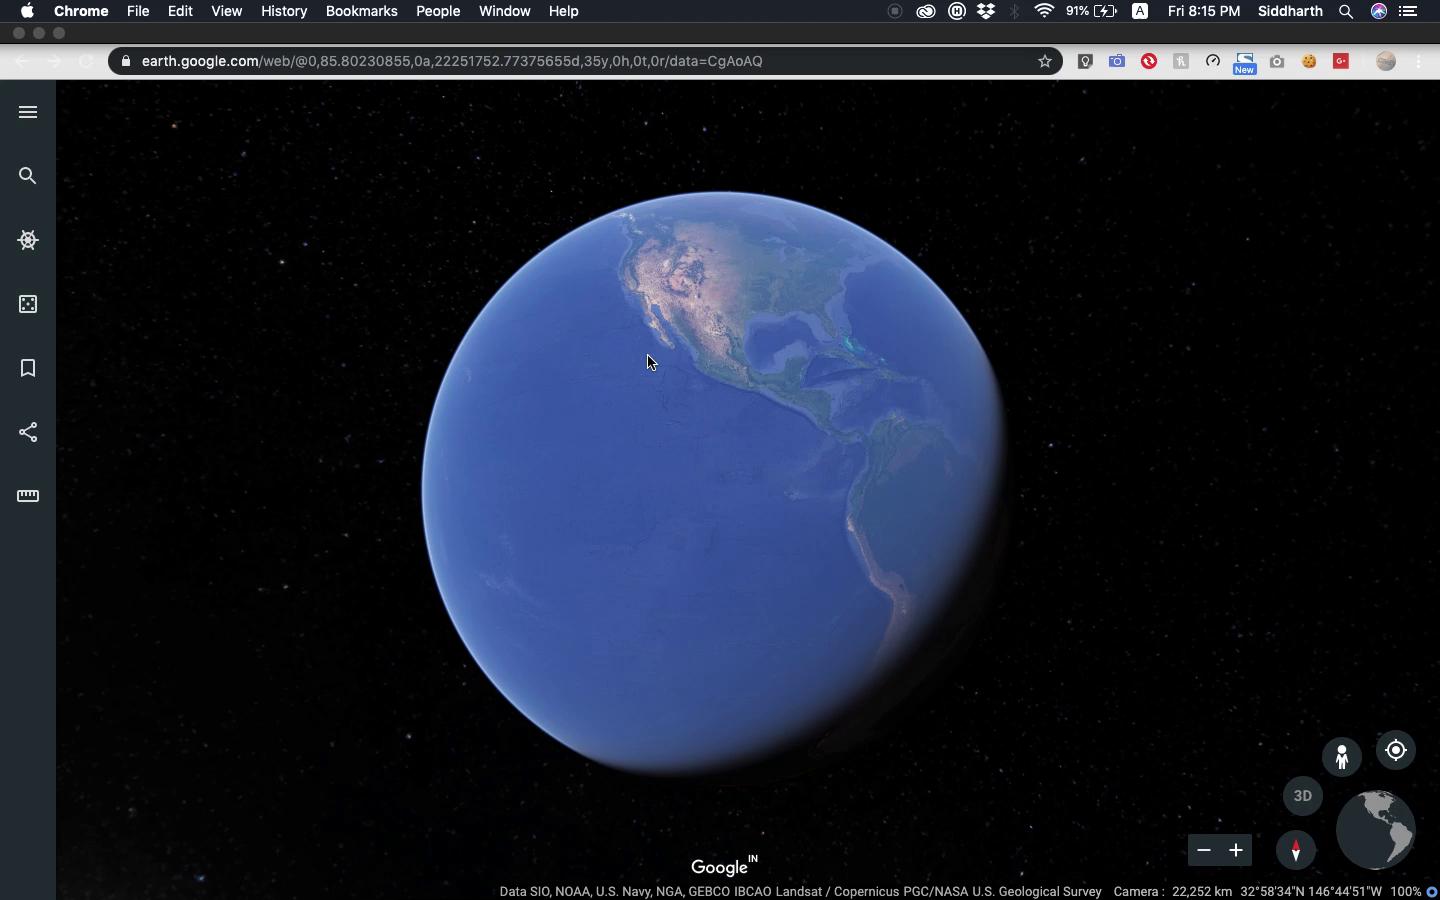 Chrome File Edit View History Bookmarks People Window Help 91% A Fri 8:15 PM Siddharth
earth.google.com/web/@0,85.80230855,0a,22251752.77375655d,35y,0h,0t,0r/data=CgAoAQ
New
G+
3D
Google IN
Data SIO, NOAA, U.S. Navy, NGA, GEBCO IBCAO Landsat / Copernicus PGC/NASA U.S. Geological Survey Camera : 22,252 km 32°58'34"N 146°44'51"W 100%